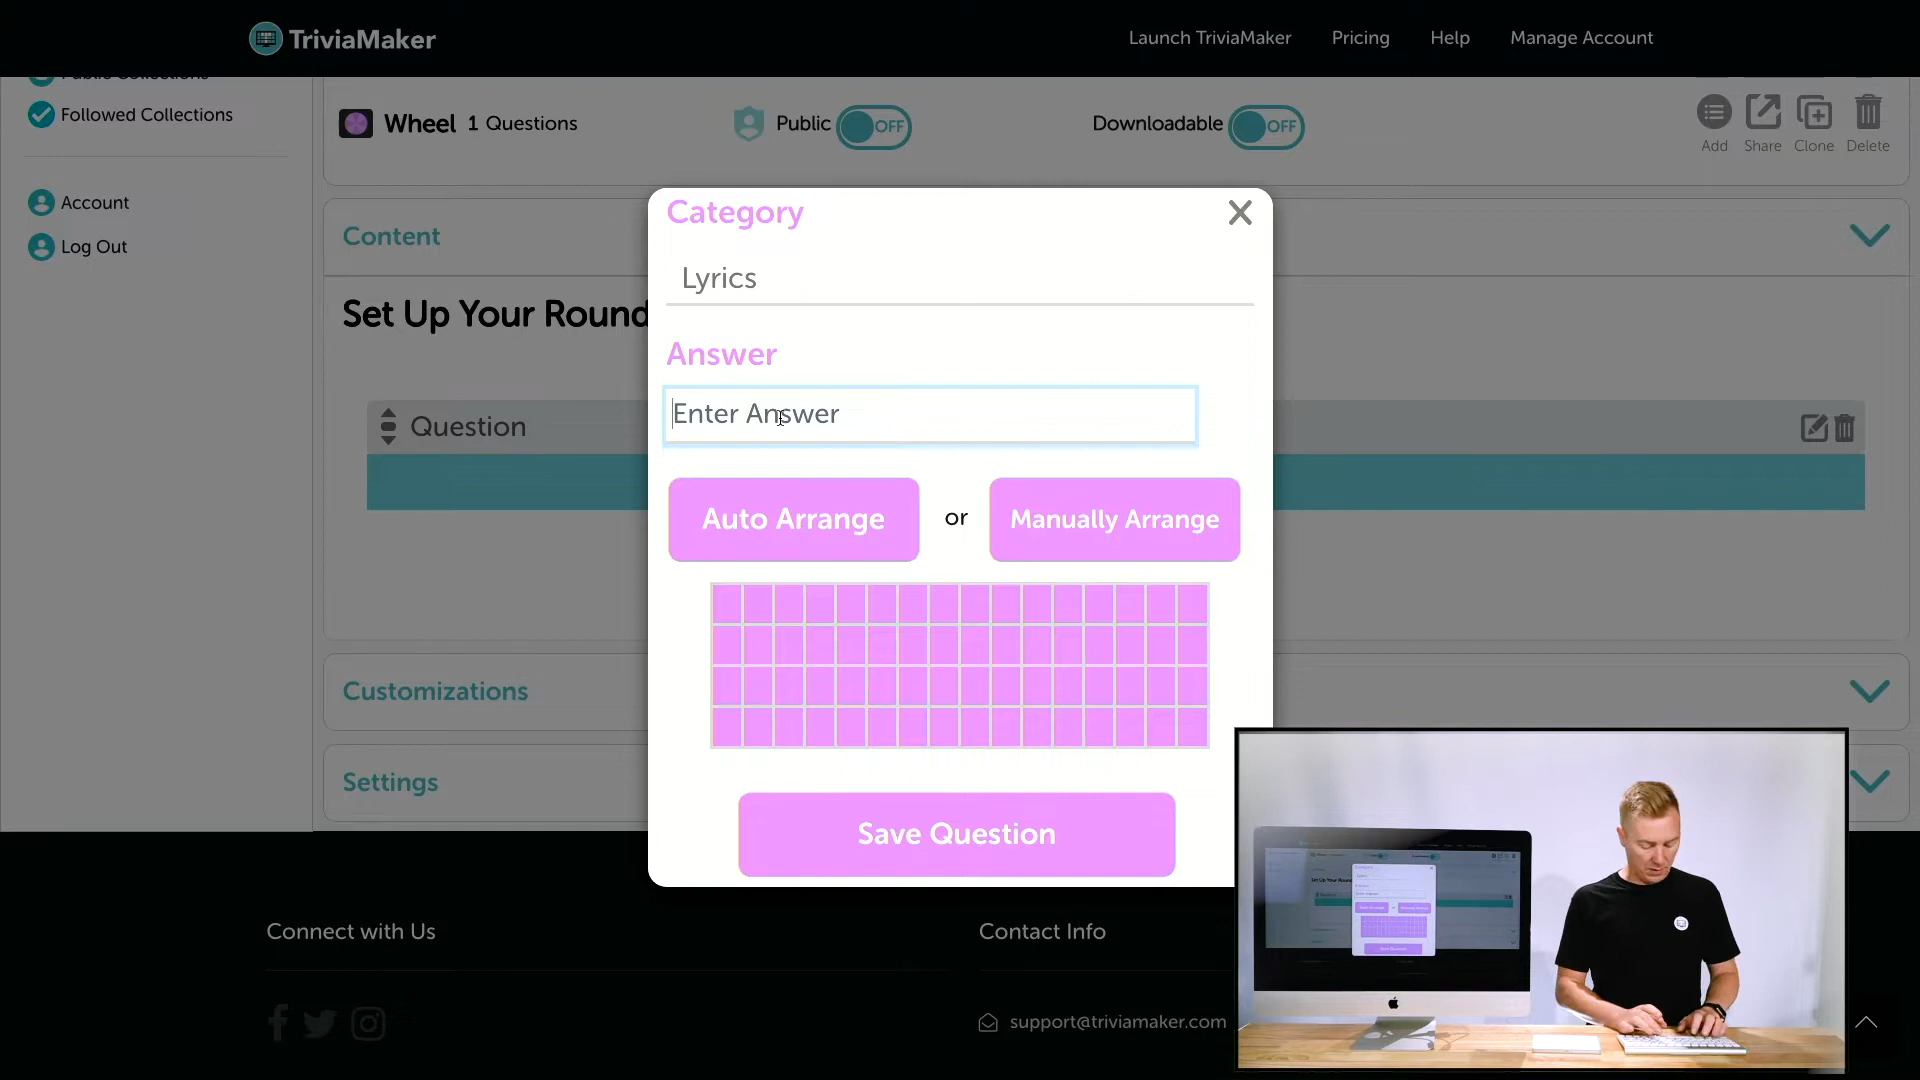 TriviaMaker
Launch TriviaMaker
Pricing
Help
Manage Account
Public Collections
Followed Collections
Account
Log Out
Wheel 1 Questions
Public
OFF
Downloadable
OFF
Add
Share
Clone
Delete
Content
Set Up Your Round
Question
Customizations
Settings
Category
Lyrics
Answer
Enter Answer
Auto Arrange
or
Manually Arrange
Save Question
Connect with Us
Contact Info
support@triviamaker.com